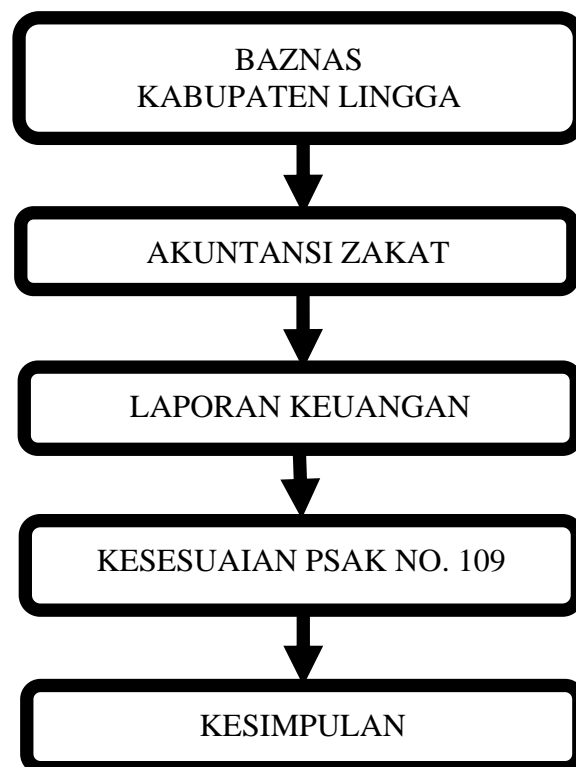 BAZNAS
KABUPATEN LINGGA
AKUNTANSI ZAKAT
LAPORAN KEUANGAN
KESESUAIAN PSAK NO. 109
KESIMPULAN